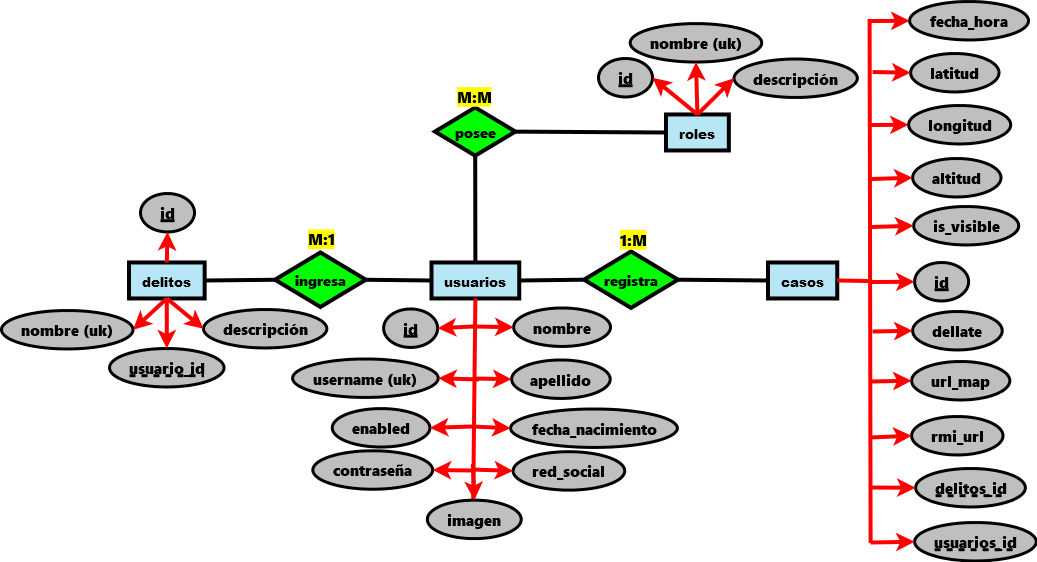 fecha_hora
nombre (uk)
latitud
id
descripción
M:M
longitud
posee
roles
altitud
id
is_visible
M:1
1:M
delitos
ingresa
usuarios
registra
casos
id
nombre (uk)
descripción
id
nombre
dellate
usuario_id
username (uk)
apellido
url_map
enabled
fecha_nacimiento
rmi_url
contraseña
red_social
delitos_id
imagen
usuarios_id